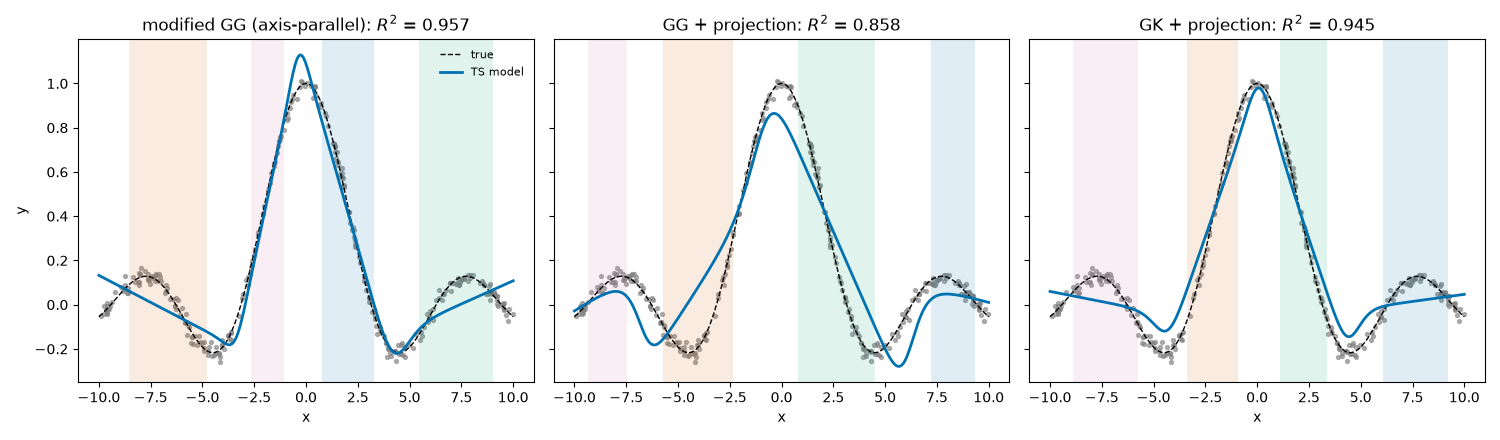 modified GG (axis-parallel): R² = 0.957
GG + projection: R² = 0.858
GK + projection: R² = 0.945
true
TS model
y
1.0
0.8
0.6
0.4
0.2
0.0
−0.2
−10.0 −7.5 −5.0 −2.5 0.0 2.5 5.0 7.5 10.0
−10.0 −7.5 −5.0 −2.5 0.0 2.5 5.0 7.5 10.0
−10.0 −7.5 −5.0 −2.5 0.0 2.5 5.0 7.5 10.0
x
x
x